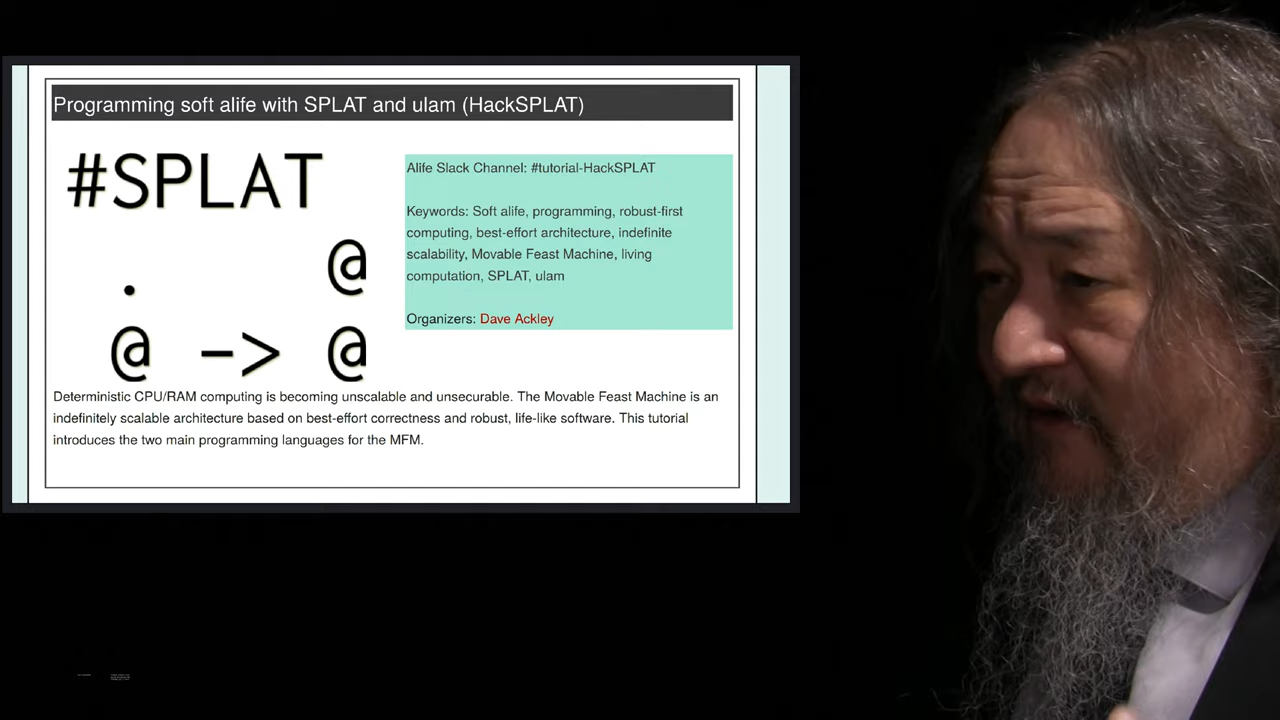 Programming soft alife with SPLAT and ulam (HackSPLAT)
#SPLAT
. @
@ -> @
Alife Slack Channel: #tutorial-HackSPLAT
Keywords: Soft alife, programming, robust-first
computing, best-effort architecture, indefinite
scalability, Movable Feast Machine, living
computation, SPLAT, ulam
Organizers: Dave Ackley
Deterministic CPU/RAM computing is becoming unscalable and unsecurable. The Movable Feast Machine is an
indefinitely scalable architecture based on best-effort correctness and robust, life-like software. This tutorial
introduces the two main programming languages for the MFM.